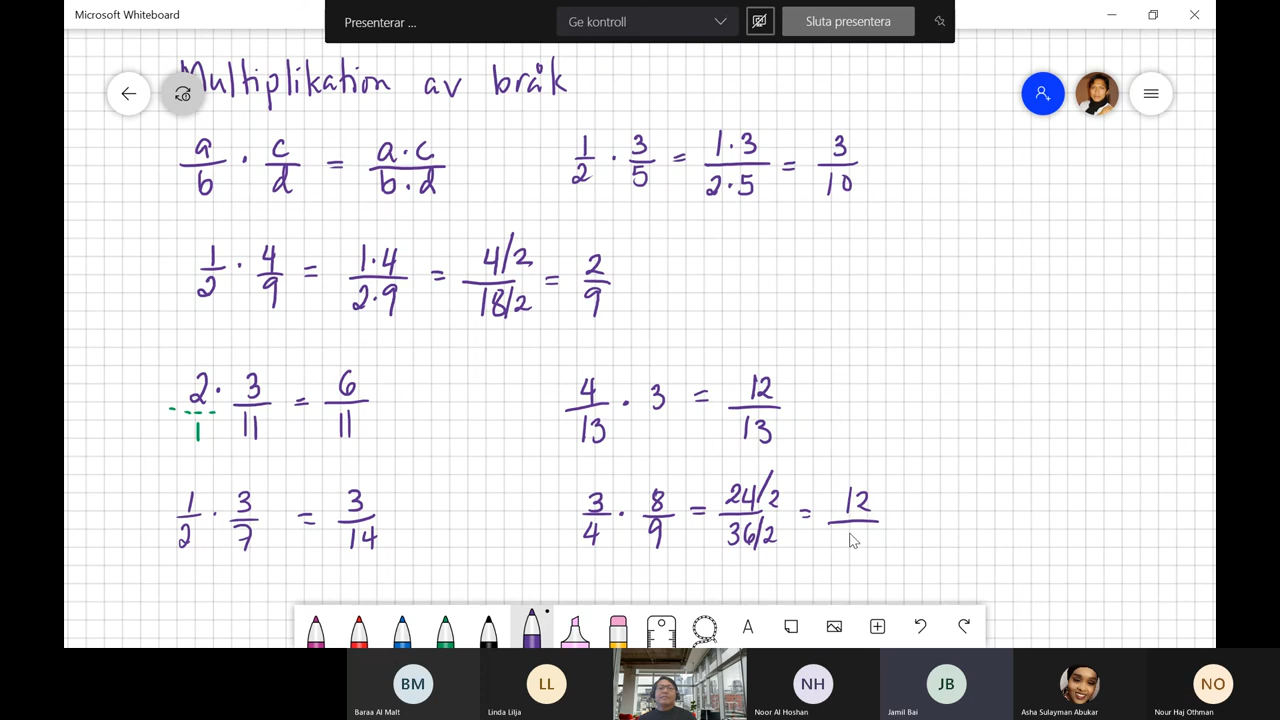 Microsoft Whiteboard
Presenterar ...
Ge kontroll
Sluta presentera
Multiplikation av bråk
a/b · c/d = a·c/b·d
1/2 · 3/5 = 1·3/2·5 = 3/10
1/2 · 4/9 = 1·4/2·9 = 4/2/18/2 = 2/9
2/1 · 3/11 = 6/11
4/13 · 3 = 12/13
1/2 · 3/7 = 3/14
3/4 · 8/9 = 24/2/36/2 = 12
A
BM
LL
NH
JB
NO
Baraa Al Malt
Linda Lilja
Noor Al Hoshan
Jamil Bai
Asha Sulayman Abukar
Nour Haj Othman